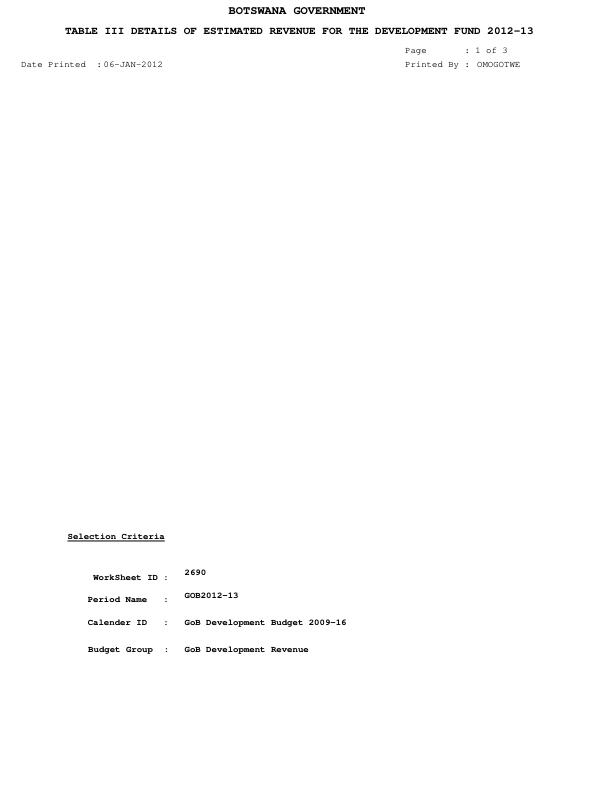 BOTSWANA GOVERNMENT
TABLE III DETAILS OF ESTIMATED REVENUE FOR THE DEVELOPMENT FUND 2012-13
Page : 1 of 3
Date Printed : 06-JAN-2012 Printed By : OMOGOTWE
Selection Criteria
WorkSheet ID : 2690
Period Name : GOB2012-13
Calender ID : GoB Development Budget 2009-16
Budget Group : GoB Development Revenue